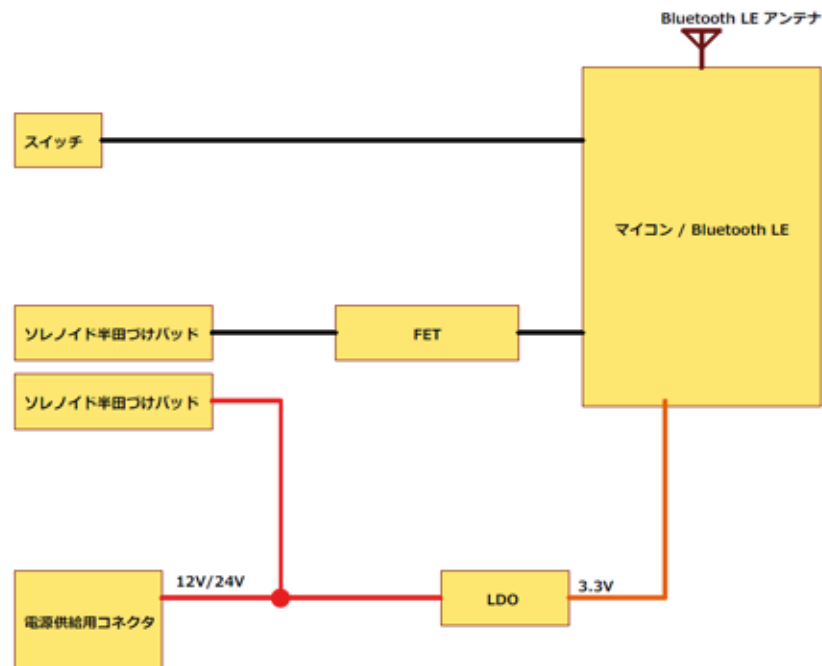 Bluetooth LE アンテナ
スイッチ
マイコン / Bluetooth LE
ソレノイド半田づけパッド
FET
ソレノイド半田づけパッド
12V/24V
3.3V
LDO
電源供給用コネクタ